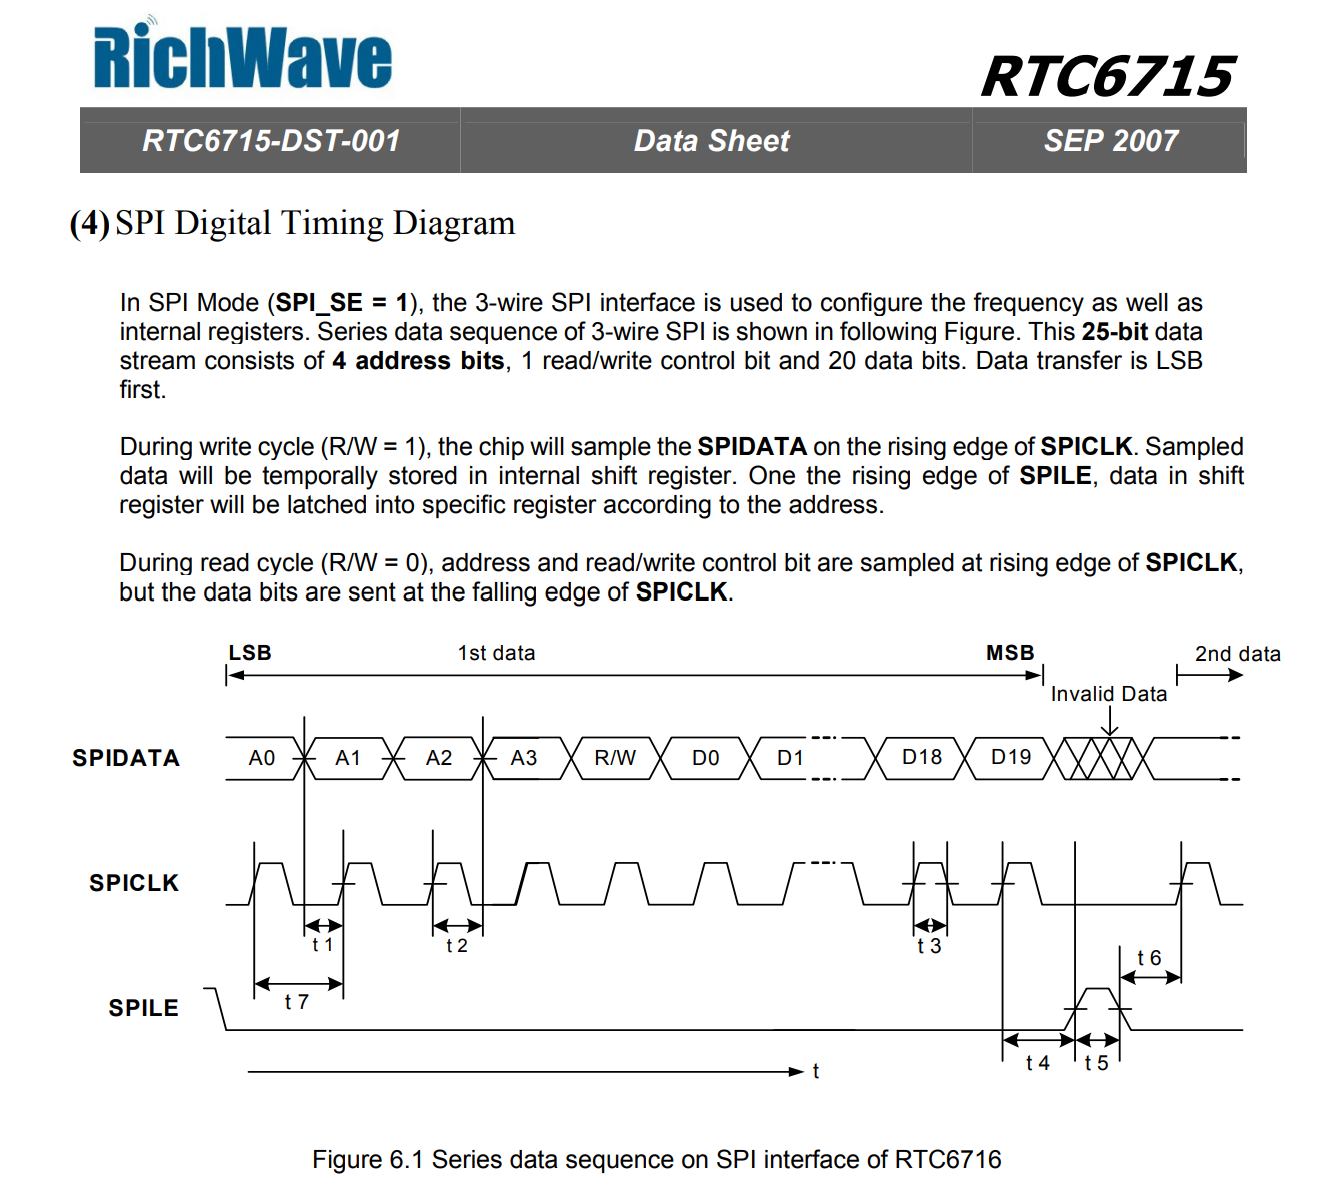 RichWave
RTC6715
RTC6715-DST-001 Data Sheet SEP 2007
(4) SPI Digital Timing Diagram
In SPI Mode (SPI_SE = 1), the 3-wire SPI interface is used to configure the frequency as well as
internal registers. Series data sequence of 3-wire SPI is shown in following Figure. This 25-bit data
stream consists of 4 address bits, 1 read/write control bit and 20 data bits. Data transfer is LSB
first.
During write cycle (R/W = 1), the chip will sample the SPIDATA on the rising edge of SPICLK. Sampled
data will be temporally stored in internal shift register. One the rising edge of SPILE, data in shift
register will be latched into specific register according to the address.
During read cycle (R/W = 0), address and read/write control bit are sampled at rising edge of SPICLK,
but the data bits are sent at the falling edge of SPICLK.
LSB 1st data MSB 2nd data
Invalid Data
SPIDATA A0 A1 A2 A3 R/W D0 D1 D18 D19
SPICLK
t 1 t 2 t 3
t 6
t 7
SPILE
t 4 t 5
t
Figure 6.1 Series data sequence on SPI interface of RTC6716